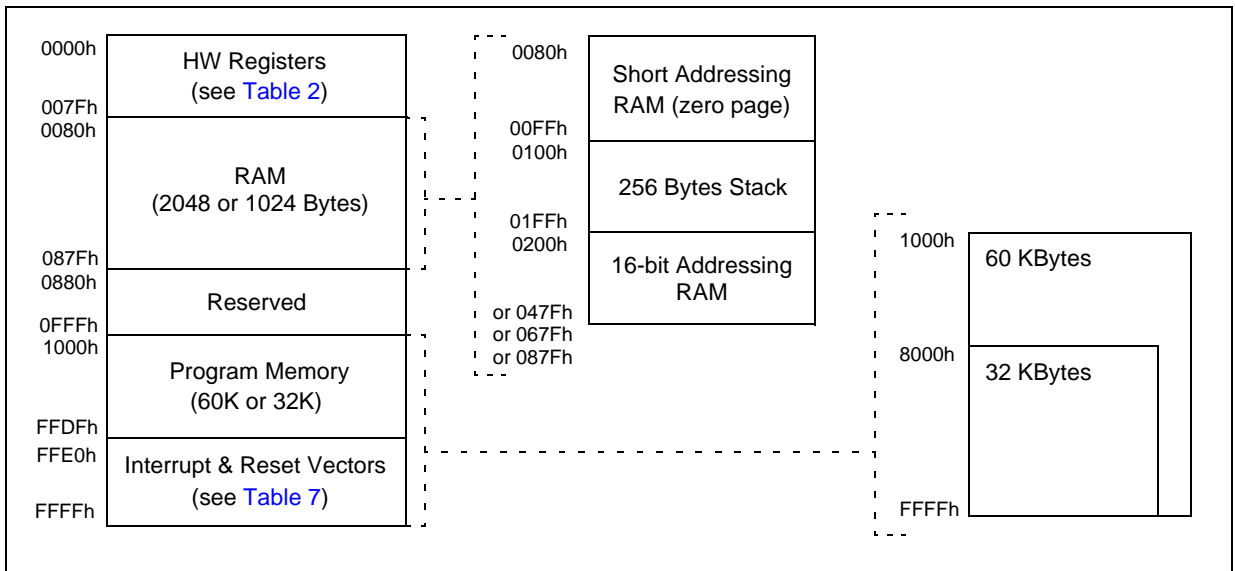 0000h
HW Registers
(see Table 2)
007Fh
0080h
RAM
(2048 or 1024 Bytes)
087Fh
0880h
Reserved
0FFFh
1000h
Program Memory
(60K or 32K)
FFDFh
FFE0h
Interrupt & Reset Vectors
(see Table 7)
FFFFh
0080h
Short Addressing
RAM (zero page)
00FFh
0100h
256 Bytes Stack
01FFh
0200h
16-bit Addressing
RAM
or 047Fh
or 067Fh
or 087Fh
1000h
60 KBytes
8000h
32 KBytes
FFFFh